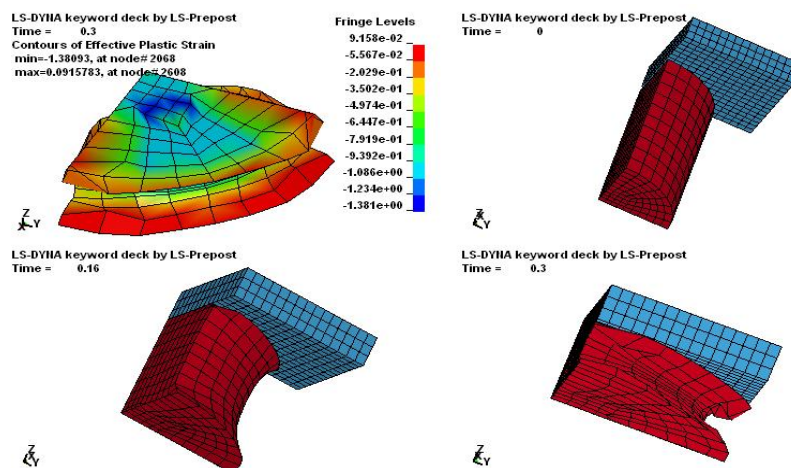 LS-DYNA keyword deck by LS-Prepost
Time = 0.3
Contours of Effective Plastic Strain
min=-1.38093, at node# 2068
max=0.0915783, at node# 2608
Fringe Levels
9.158e-02
-5.567e-02
-2.029e-01
-3.502e-01
-4.974e-01
-6.447e-01
-7.919e-01
-9.392e-01
-1.086e+00
-1.234e+00
-1.381e+00
Z
X Y
LS-DYNA keyword deck by LS-Prepost
Time = 0
Z
X Y
LS-DYNA keyword deck by LS-Prepost
Time = 0.16
Z
X Y
LS-DYNA keyword deck by LS-Prepost
Time = 0.3
Z
X Y